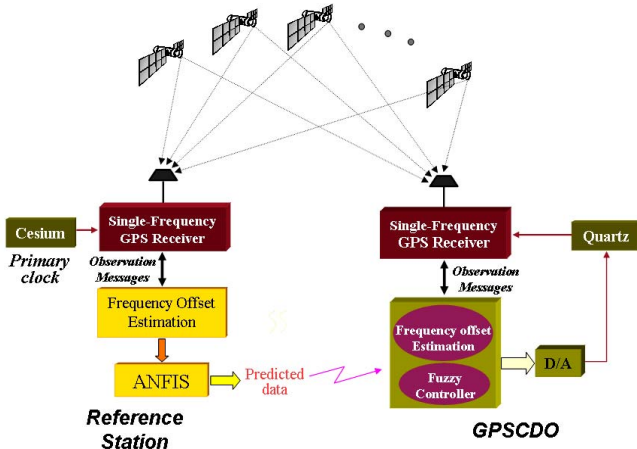 Cesium
Primary
clock
Single-Frequency
GPS Receiver
Observation
Messages
Frequency Offset
Estimation
ANFIS
Predicted
data
Reference
Station
Single-Frequency
GPS Receiver
Quartz
Observation
Messages
Frequency offset
Estimation
Fuzzy
Controller
D/A
GPSCDO